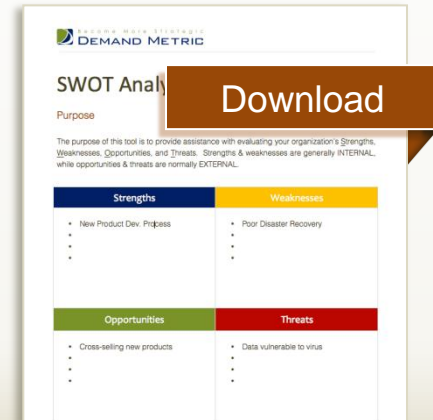 Become More Strategic
DEMAND METRIC
SWOT Analy
Download
Purpose
The purpose of this tool is to provide assistance with evaluating your organization's Strengths,
Weaknesses, Opportunities, and Threats. Strengths & weaknesses are generally INTERNAL,
while opportunities & threats are normally EXTERNAL.
Strengths
Weaknesses
• New Product Dev. Process
• Poor Disaster Recovery
Opportunities
Threats
• Cross-selling new products
• Data vulnerable to virus